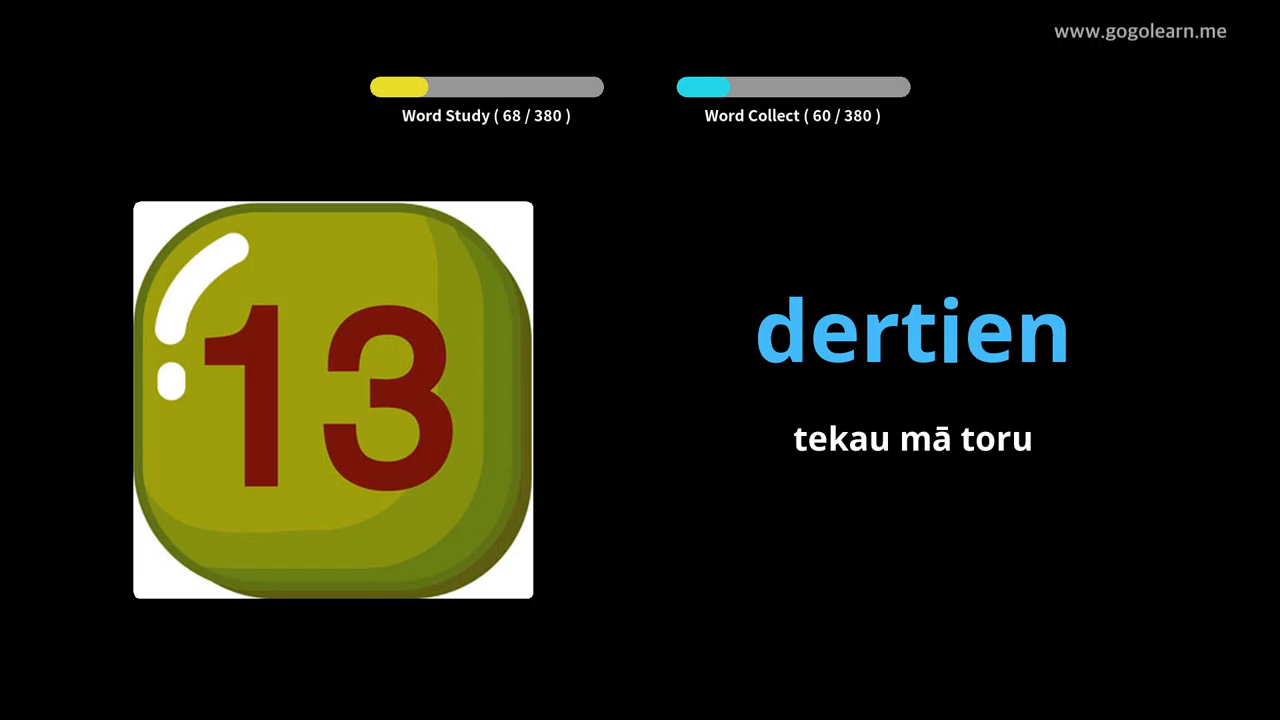 www.gogolearn.me
Word Study ( 68 / 380 )
Word Collect ( 60 / 380 )
13
dertien
tekau mā toru